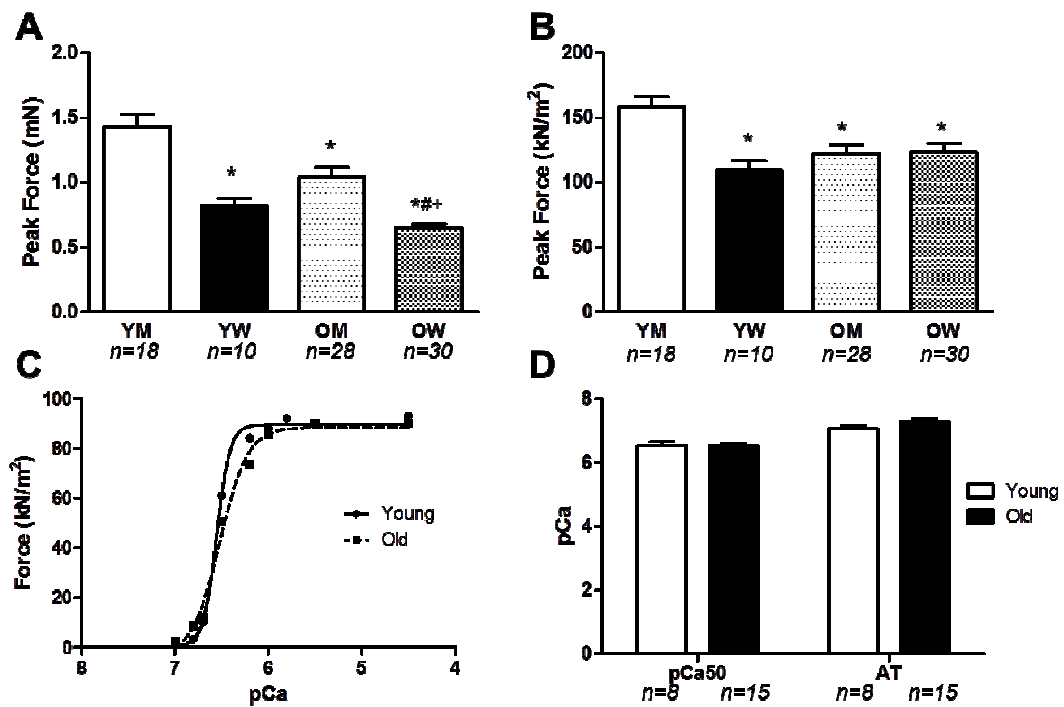 A
Peak Force (mN)
2.0
1.5
1.0
0.5
0.0
*
*
*#+
YM YW OM OW
n=18 n=10 n=28 n=30
B
Peak Force (kN/m²)
200
150
100
50
0
*
*
*
YM YW OM OW
n=18 n=10 n=28 n=30
C
Force (kN/m²)
100
80
60
40
20
0
Young
Old
8 7 6 5 4
pCa
D
pCa
8
6
4
2
0
Young
Old
pCa50 AT
n=8 n=15 n=8 n=15